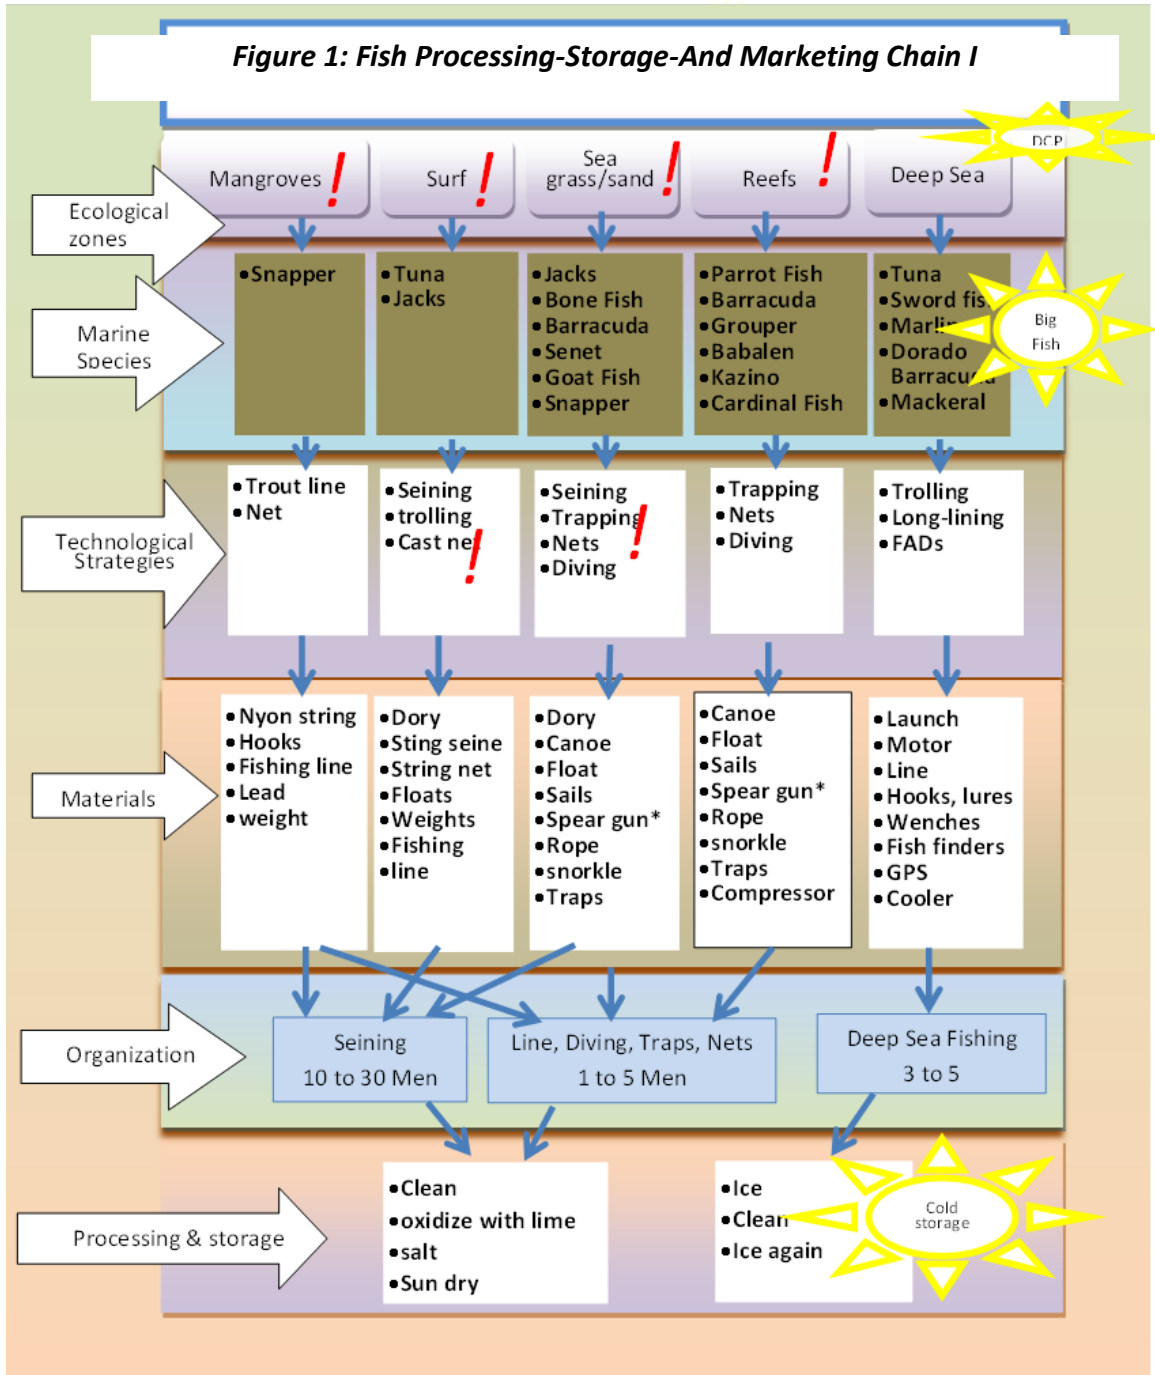 Figure 1: Fish Processing-Storage-And Marketing Chain I
DCP
Ecological
zones
Mangroves !
Surf !
Sea
grass/sand !
Reefs !
Deep Sea
Marine
Species
•Snapper
•Tuna
•Jacks
•Jacks
•Bone Fish
•Barracuda
•Senet
•Goat Fish
•Snapper
•Parrot Fish
•Barracuda
•Grouper
•Babalen
•Kazino
•Cardinal Fish
•Tuna
•Sword fis
•Marlin
•Dorado
Barracuda
•Mackeral
Big
Fish
Technological
Strategies
•Trout line
•Net
•Seining
•trolling
•Cast net !
•Seining
•Trapping
•Nets !
•Diving
•Trapping
•Nets
•Diving
•Trolling
•Long-lining
•FADs
Materials
•Nyon string
•Hooks
•Fishing line
•Lead
•weight
•Dory
•Sting seine
•String net
•Floats
•Weights
•Fishing
•line
•Dory
•Canoe
•Float
•Sails
•Spear gun*
•Rope
•snorkle
•Traps
•Canoe
•Float
•Sails
•Spear gun*
•Rope
•snorkle
•Traps
•Compressor
•Launch
•Motor
•Line
•Hooks, lures
•Wenches
•Fish finders
•GPS
•Cooler
Organization
Seining
10 to 30 Men
Line, Diving, Traps, Nets
1 to 5 Men
Deep Sea Fishing
3 to 5
Processing & storage
•Clean
•oxidize with lime
•salt
•Sun dry
•Ice
•Clean
•Ice again
Cold
storage